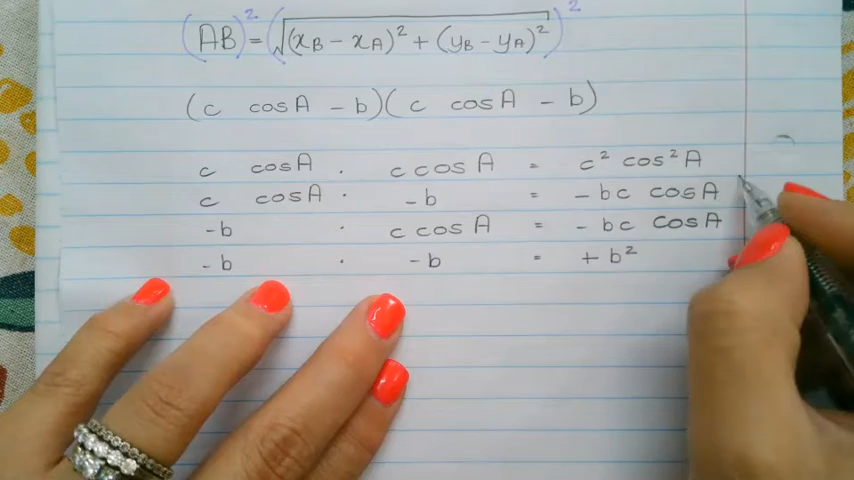 (AB)² = (√(x_B − x_A)² + (y_B − y_A)²)²
(c cosA − b)(c cosA − b)
c cosA · c cosA = c² cos²A
c cosA · −b = −bc cosA
−b · c cosA = −bc cosA
−b · −b = +b²